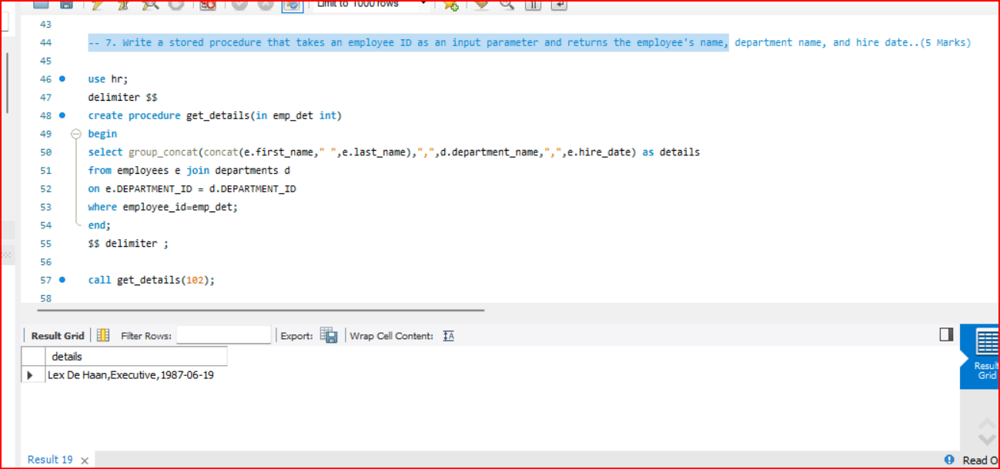 Limit to 1000 rows
43
44 -- 7. Write a stored procedure that takes an employee ID as an input parameter and returns the employee's name, department name, and hire date..(5 Marks)
45
46 use hr;
47 delimiter $$
48 create procedure get_details(in emp_det int)
49 begin
50 select group_concat(concat(e.first_name," ",e.last_name),",",d.department_name,",",e.hire_date) as details
51 from employees e join departments d
52 on e.DEPARTMENT_ID = d.DEPARTMENT_ID
53 where employee_id=emp_det;
54 end;
55 $$ delimiter ;
56
57 call get_details(102);
58
Result Grid Filter Rows: Export: Wrap Cell Content: IA
details
Lex De Haan,Executive,1987-06-19
Result
Grid
Result 19 Read O